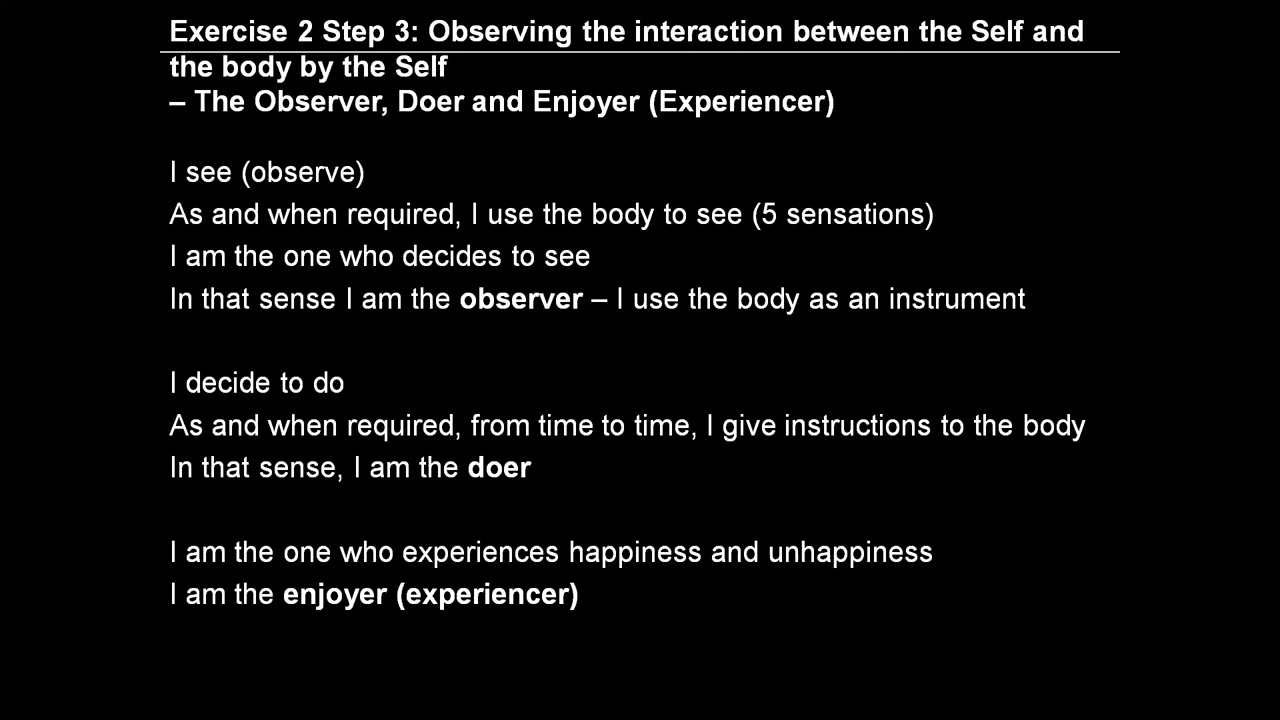 Exercise 2 Step 3: Observing the interaction between the Self and
the body by the Self
– The Observer, Doer and Enjoyer (Experiencer)
I see (observe)
As and when required, I use the body to see (5 sensations)
I am the one who decides to see
In that sense I am the observer – I use the body as an instrument
I decide to do
As and when required, from time to time, I give instructions to the body
In that sense, I am the doer
I am the one who experiences happiness and unhappiness
I am the enjoyer (experiencer)